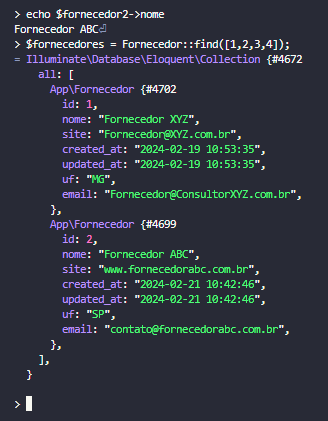 > echo $fornecedor2->nome
Fornecedor ABC⏎
> $fornecedores = Fornecedor::find([1,2,3,4]);
= Illuminate\Database\Eloquent\Collection {#4672
    all: [
      App\Fornecedor {#4702
        id: 1,
        nome: "Fornecedor XYZ",
        site: "Fornecedor@XYZ.com.br",
        created_at: "2024-02-19 10:53:35",
        updated_at: "2024-02-19 10:53:35",
        uf: "MG",
        email: "Fornecedor@ConsultorXYZ.com.br",
      },
      App\Fornecedor {#4699
        id: 2,
        nome: "Fornecedor ABC",
        site: "www.fornecedorabc.com.br",
        created_at: "2024-02-21 10:42:46",
        updated_at: "2024-02-21 10:42:46",
        uf: "SP",
        email: "contato@fornecedorabc.com.br",
      },
    ],
  }
>